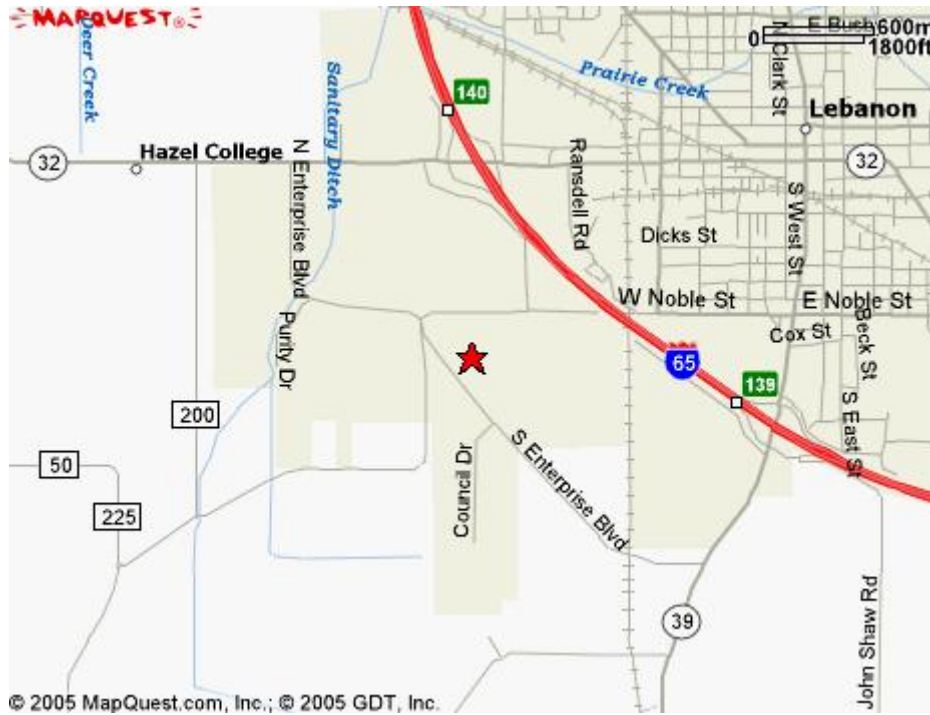 MAPQUEST®
Deer Creek
Sanitary Ditch
140
Prairie Creek
N Clark St
E Bush
0
600m
1800ft
Lebanon
32
Hazel College
N Enterprise Blvd
Ransdell Rd
32
S West St
Dicks St
W Noble St
E Noble St
Purity Dr
Cox St
Beck St
65
139
200
S East St
50
Council Dr
S Enterprise Blvd
225
39
John Shaw Rd
© 2005 MapQuest.com, Inc.; © 2005 GDT, Inc.